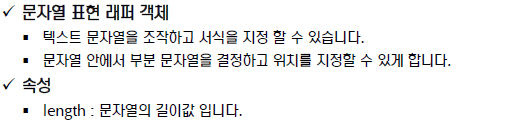 ✓ 문자열 표현 래퍼 객체
▪ 텍스트 문자열을 조작하고 서식을 지정 할 수 있습니다.
▪ 문자열 안에서 부분 문자열을 결정하고 위치를 지정할 수 있게 합니다.
✓ 속성
▪ length : 문자열의 길이값 입니다.